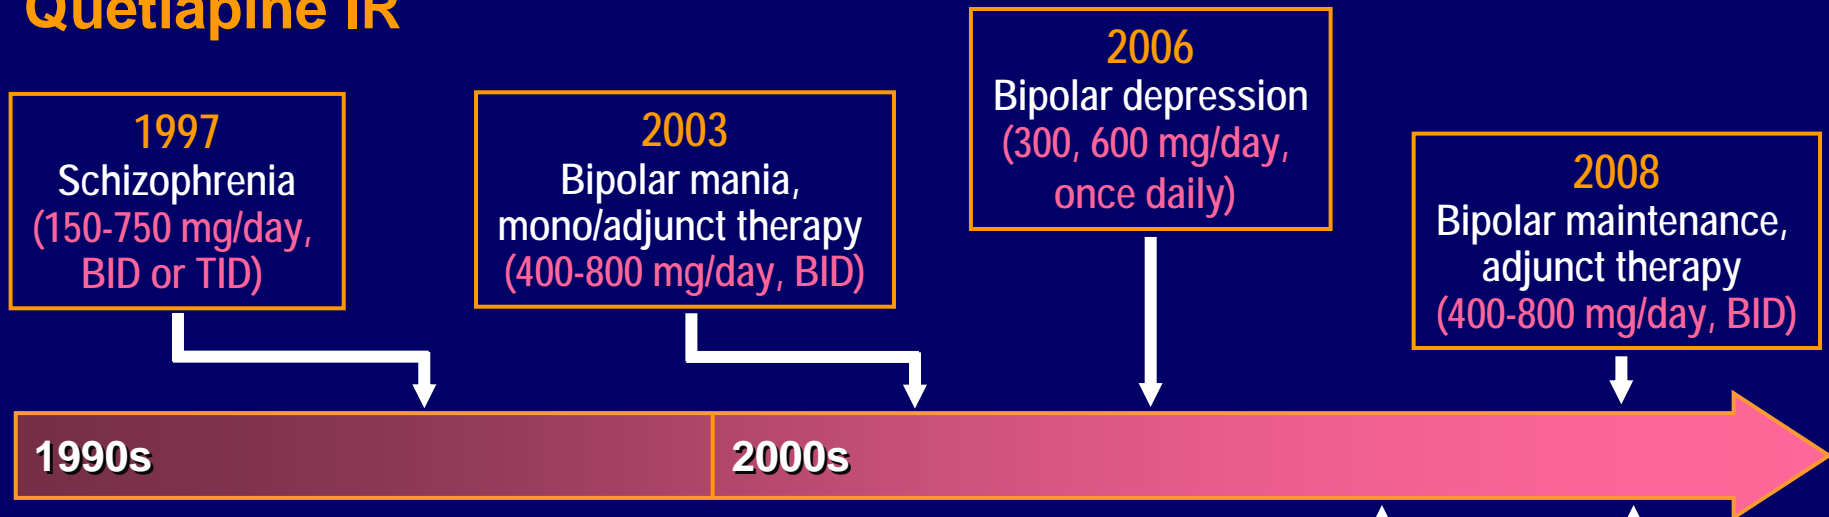 Quetiapine IR
1997
Schizophrenia
(150-750 mg/day,
BID or TID)
2003
Bipolar mania,
mono/adjunct therapy
(400-800 mg/day, BID)
2006
Bipolar depression
(300, 600 mg/day,
once daily)
2008
Bipolar maintenance,
adjunct therapy
(400-800 mg/day, BID)
1990s
2000s